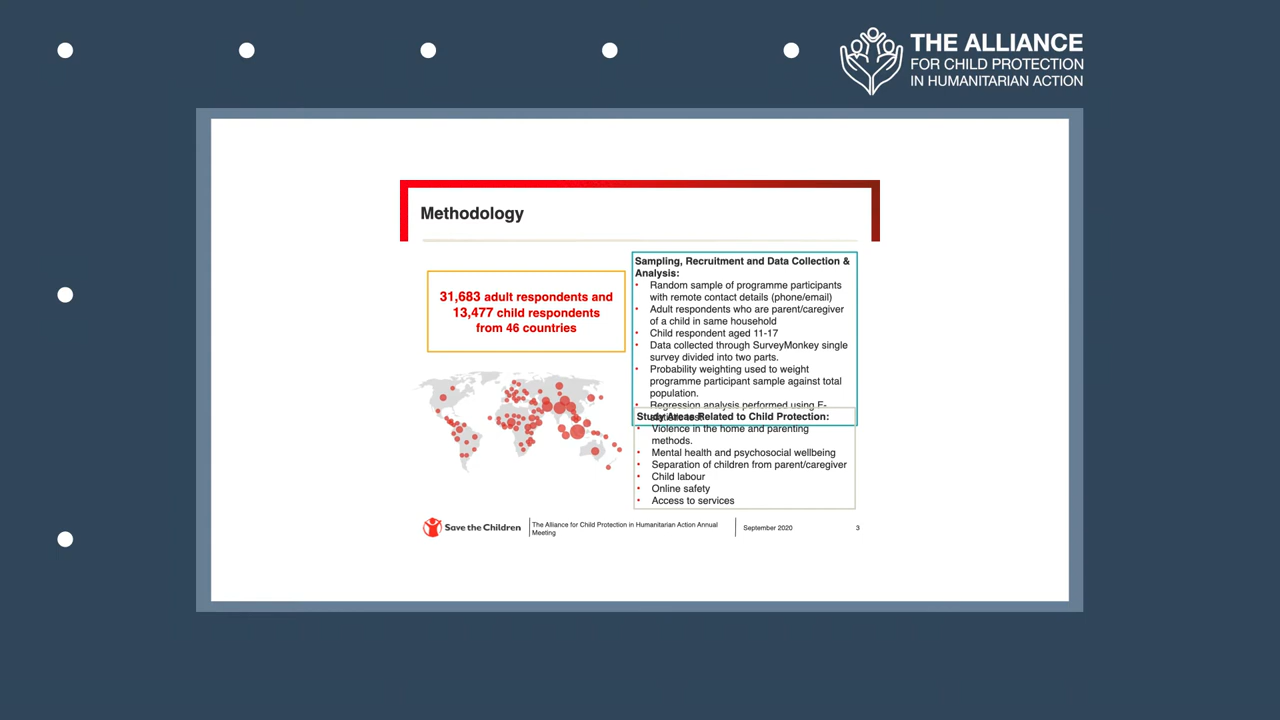 THE ALLIANCE
FOR CHILD PROTECTION
IN HUMANITARIAN ACTION
Methodology
31,683 adult respondents and
13,477 child respondents
from 46 countries
Sampling, Recruitment and Data Collection &
Analysis:
• Random sample of programme participants
with remote contact details (phone/email)
• Adult respondents who are parent/caregiver
of a child in same household
• Child respondent aged 11-17
• Data collected through SurveyMonkey single
survey divided into two parts.
• Probability weighting used to weight
programme participant sample against total
population.
• Regression analysis performed using E-
Study Areas Related to Child Protection:
• Violence in the home and parenting
methods.
• Mental health and psychosocial wellbeing
• Separation of children from parent/caregiver
• Child labour
• Online safety
• Access to services
Save the Children
The Alliance for Child Protection in Humanitarian Action Annual
Meeting
September 2020
3